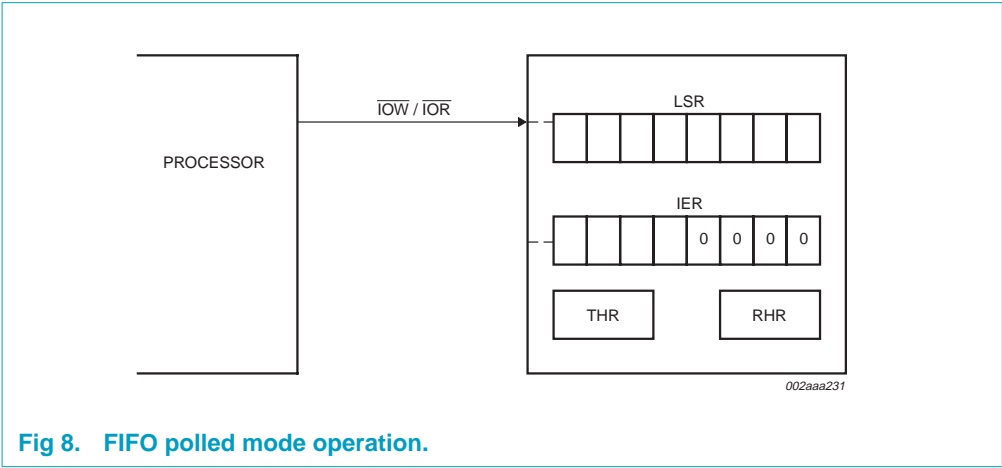 IOW / IOR
LSR
PROCESSOR
IER
0 0 0 0
THR RHR
002aaa231
Fig 8. FIFO polled mode operation.